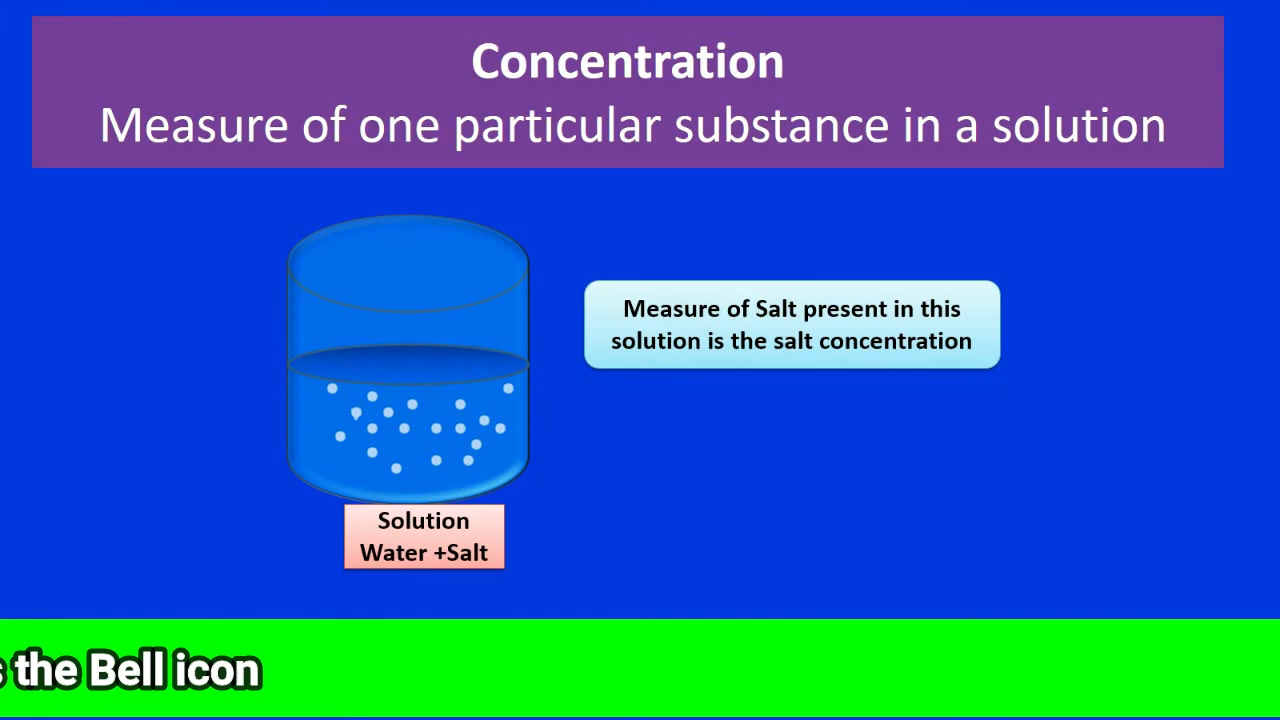 Concentration
Measure of one particular substance in a solution
Measure of Salt present in this
solution is the salt concentration
Solution
Water +Salt
the Bell icon